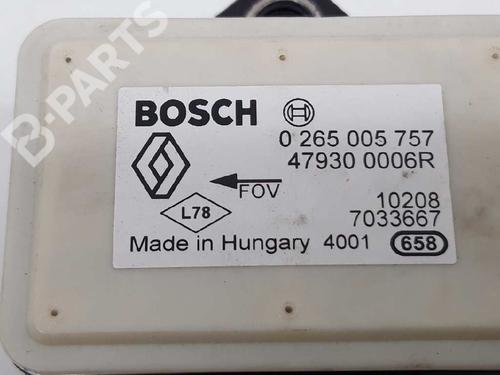 B-PARTS
BOSCH
0 265 005 757
47930 0006R
FOV
10208
L78
7033667
Made in Hungary 4001 658